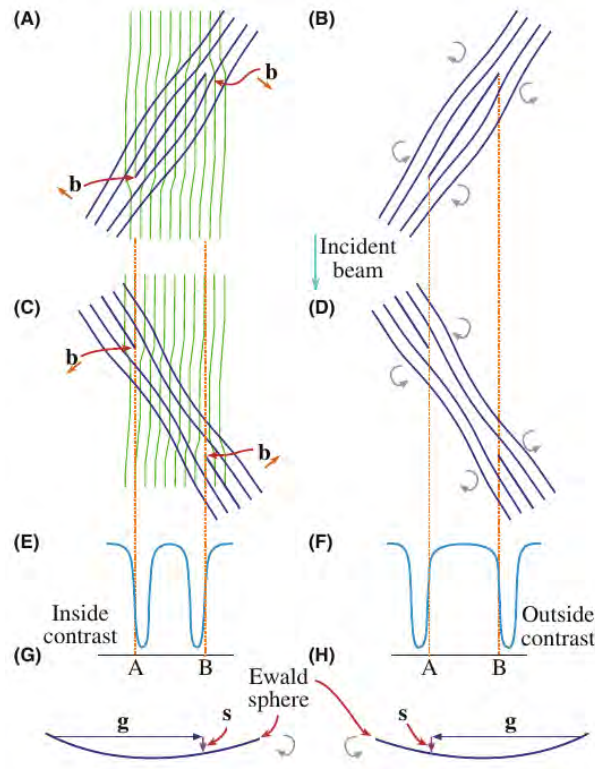 (A)
(B)
b
b
Incident
beam
(C)
(D)
b
b
(E)
(F)
Inside
contrast
Outside
contrast
(G)
(H)
A
B
A
B
Ewald
sphere
g
s
s
g